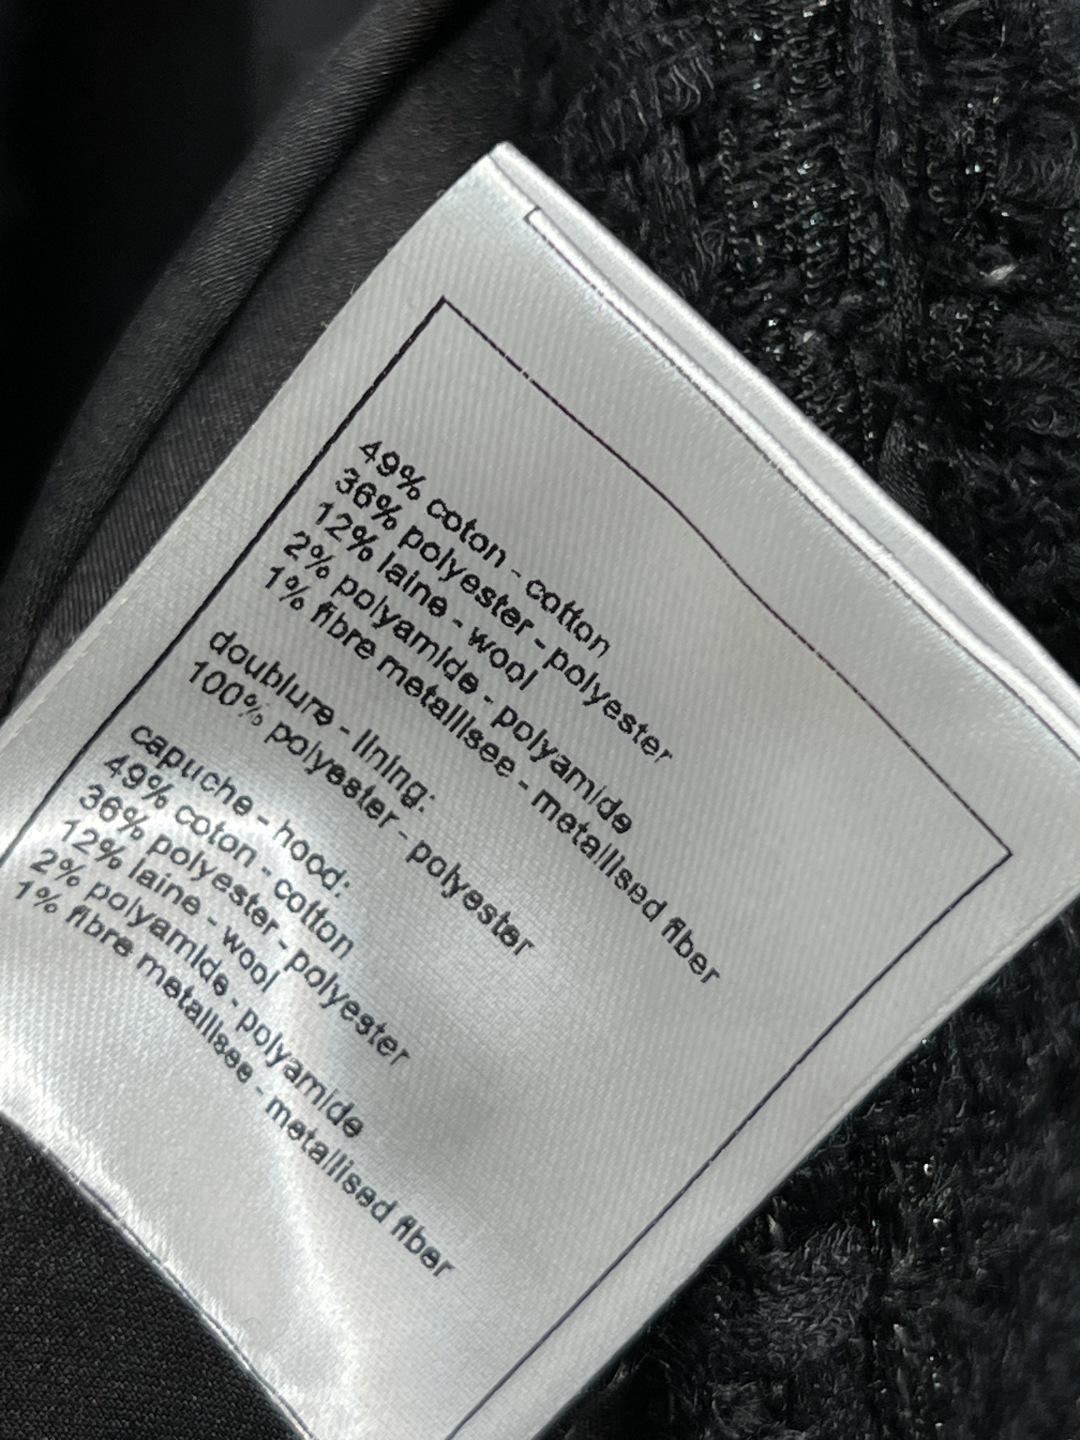 49% coton - cotton
36% polyester - polyester
12% laine - wool
2% polyamide - polyamide
1% fibre metallisee - metallised fiber
doublure - lining:
100% polyester - polyester
capuche - hood:
49% coton - cotton
36% polyester - polyester
12% laine - wool
2% polyamide - polyamide
1% fibre metallisee - metallised fiber